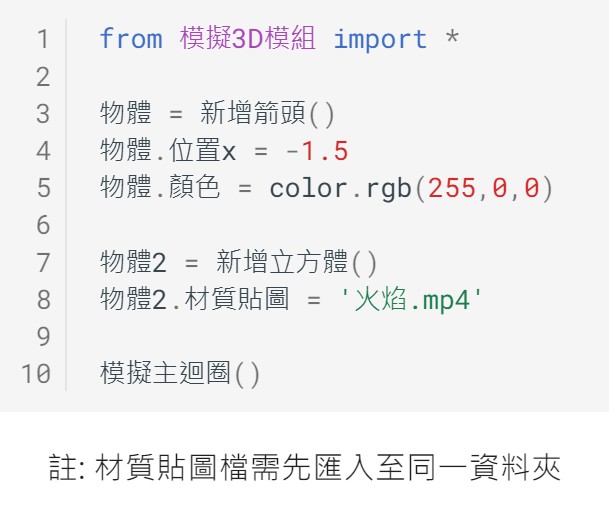 1 from 模擬3D模組 import *
2
3 物體 = 新增箭頭()
4 物體.位置x = -1.5
5 物體.顏色 = color.rgb(255,0,0)
6
7 物體2 = 新增立方體()
8 物體2.材質貼圖 = '火焰.mp4'
9
10 模擬主迴圈()
註: 材質貼圖檔需先匯入至同一資料夾